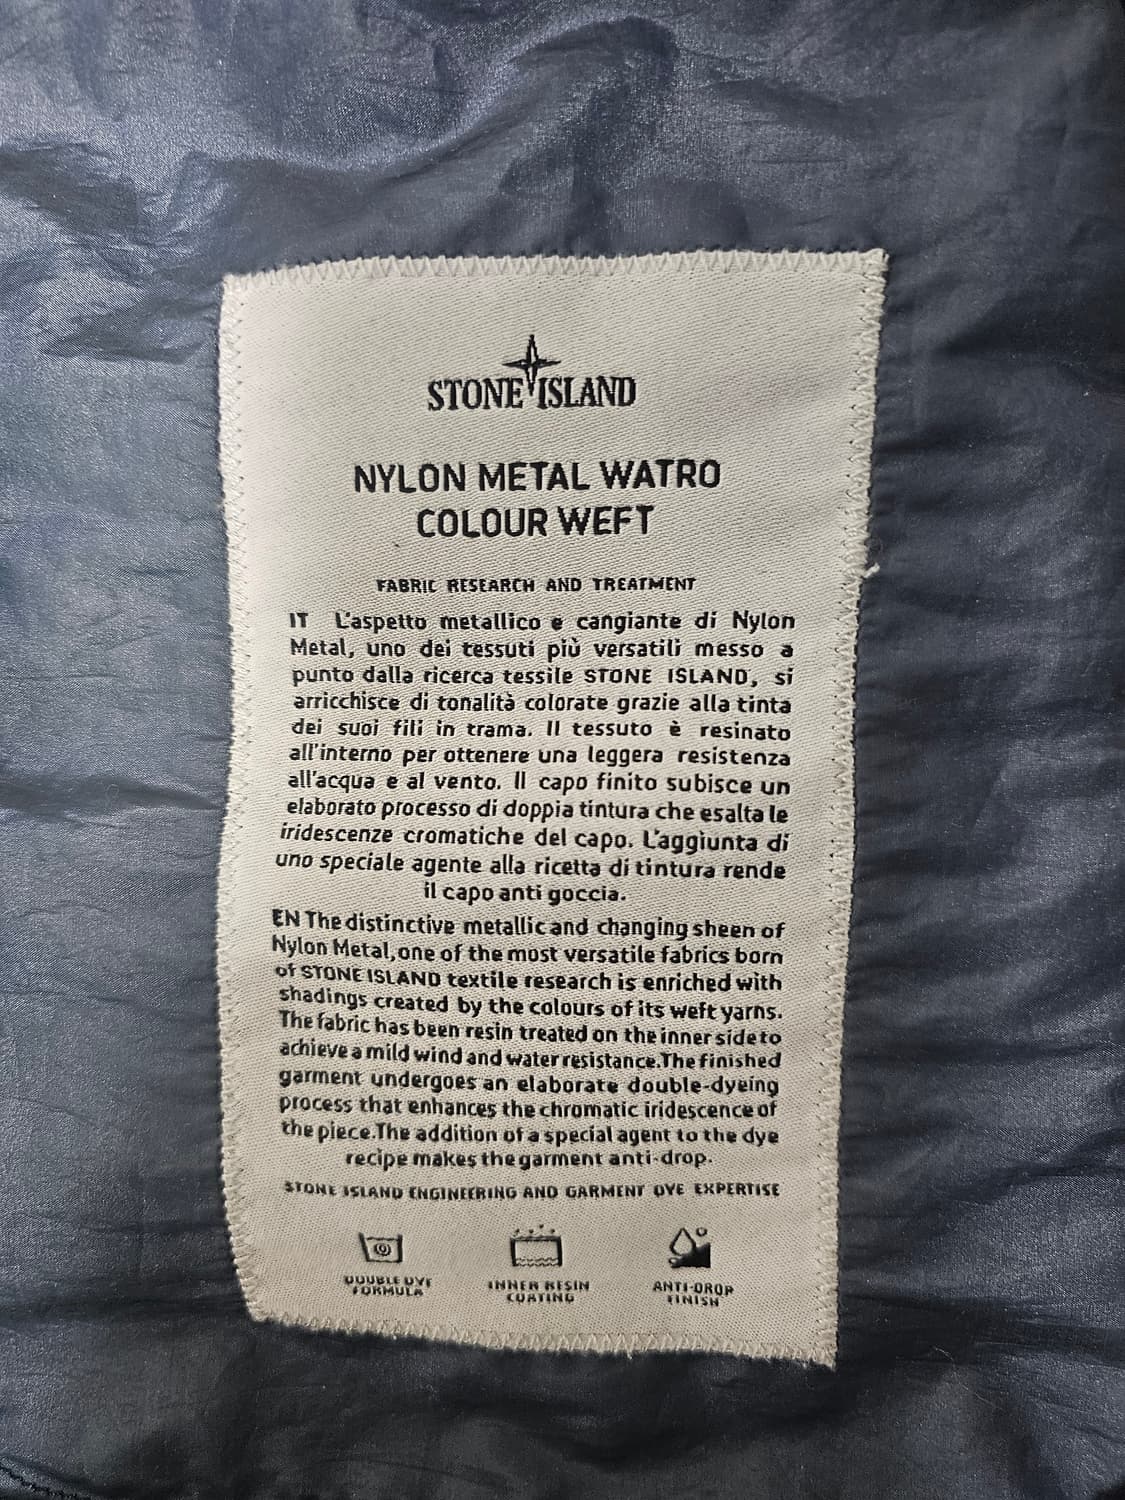 STONE ISLAND
NYLON METAL WATRO
COLOUR WEFT
FABRIC RESEARCH AND TREATMENT
IT L'aspetto metallico e cangiante di Nylon
Metal, uno dei tessuti più versatili messo a
punto dalla ricerca tessile STONE ISLAND, si
arricchisce di tonalità colorate grazie alla tinta
dei suoi fili in trama. Il tessuto è resinato
all'interno per ottenere una leggera resistenza
all'acqua e al vento. Il capo finito subisce un
elaborato processo di doppia tintura che esalta le
iridescenze cromatiche del capo. L'aggiunta di
uno speciale agente alla ricetta di tintura rende
il capo anti goccia.
EN The distinctive metallic and changing sheen of
Nylon Metal, one of the most versatile fabrics born
of STONE ISLAND textile research is enriched with
shadings created by the colours of its weft yarns.
The fabric has been resin treated on the inner side to
achieve a mild wind and water resistance. The finished
garment undergoes an elaborate double-dyeing
process that enhances the chromatic iridescence of
the piece. The addition of a special agent to the dye
recipe makes the garment anti-drop.
STONE ISLAND ENGINEERING AND GARMENT DYE EXPERTISE
DOUBLE DYE INNER RESIN ANTI-DROP
FORMULA COATING FINISH